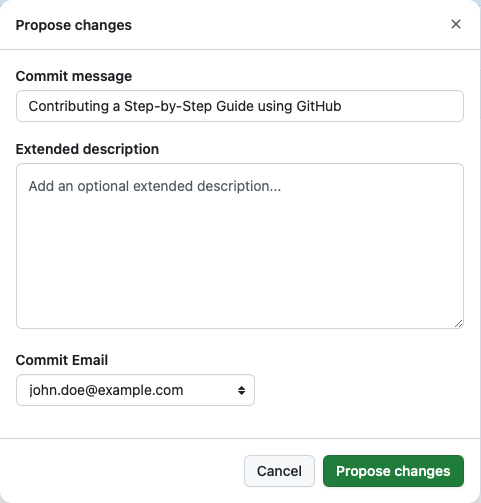 Propose changes
Commit message
Contributing a Step-by-Step Guide using GitHub
Extended description
Add an optional extended description...
Commit Email
john.doe@example.com
Cancel
Propose changes